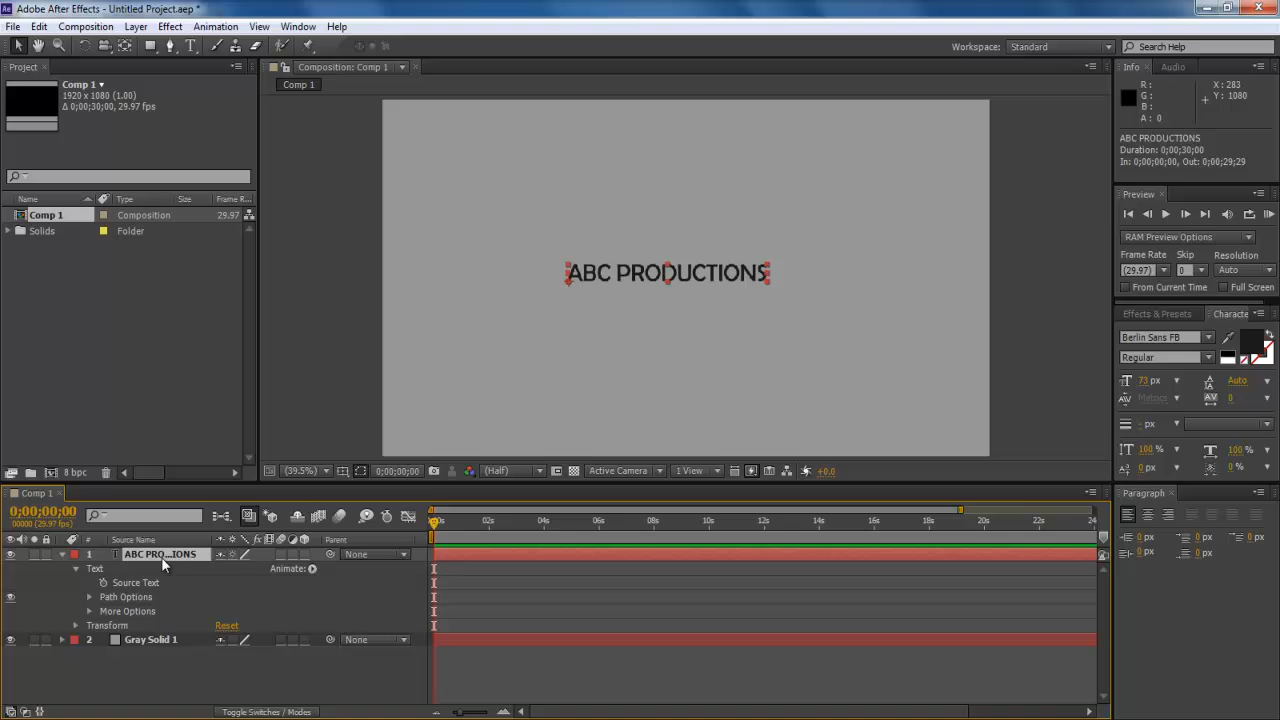 Adobe After Effects - Untitled Project.aep *
File Edit Composition Layer Effect Animation View Window Help
Workspace: Standard
Search Help
Project
Comp 1
1920 x 1080 (1.00)
Δ 0;00;30;00, 29.97 fps
Name Type Size Frame R...
Comp 1 Composition 29.97
Solids Folder
8 bpc
Composition: Comp 1
Comp 1
ABC PRODUCTIONS
(39.5%) 0;00;00;00 (Half) Active Camera 1 View +0.0
Info Audio
R : X : 283
G : Y : 1080
B :
A : 0
ABC PRODUCTIONS
Duration: 0;00;30;00
In: 0;00;00;00, Out: 0;00;29;29
Preview
RAM Preview Options
Frame Rate Skip Resolution
(29.97) 0 Auto
From Current Time Full Screen
Effects & Presets Characte
Berlin Sans FB
Regular
73 px Auto
Metrics 0
- px
100 % 100 %
0 px 0 %
Paragraph
0 px 0 px 0 px
0 px 0 px
Comp 1
0;00;00;00
00000 (29.97 fps)
# Source Name Parent
1 T ABC PRO...IONS None
Text Animate:
Source Text
Path Options
More Options
Transform Reset
2 Gray Solid 1 None
Toggle Switches / Modes
00s 02s 04s 06s 08s 10s 12s 14s 16s 18s 20s 22s 24